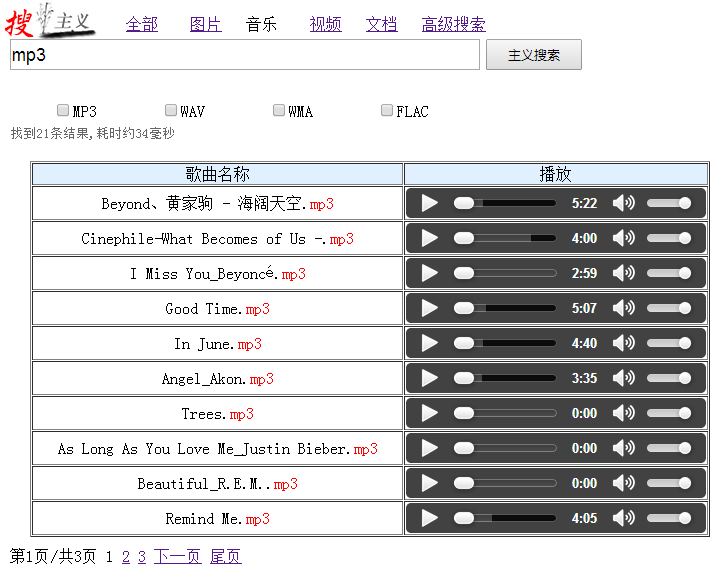 搜主义 全部 图片 音乐 视频 文档 高级搜索
mp3 主义搜索
MP3 WAV WMA FLAC
找到21条结果,耗时约34毫秒
歌曲名称 播放
Beyond、黄家驹 - 海阔天空.mp3 5:22
Cinephile-What Becomes of Us -.mp3 4:00
I Miss You_Beyoncé.mp3 2:59
Good Time.mp3 5:07
In June.mp3 4:40
Angel_Akon.mp3 3:35
Trees.mp3 0:00
As Long As You Love Me_Justin Bieber.mp3 0:00
Beautiful_R.E.M..mp3 0:00
Remind Me.mp3 4:05
第1页/共3页 1 2 3 下一页 尾页